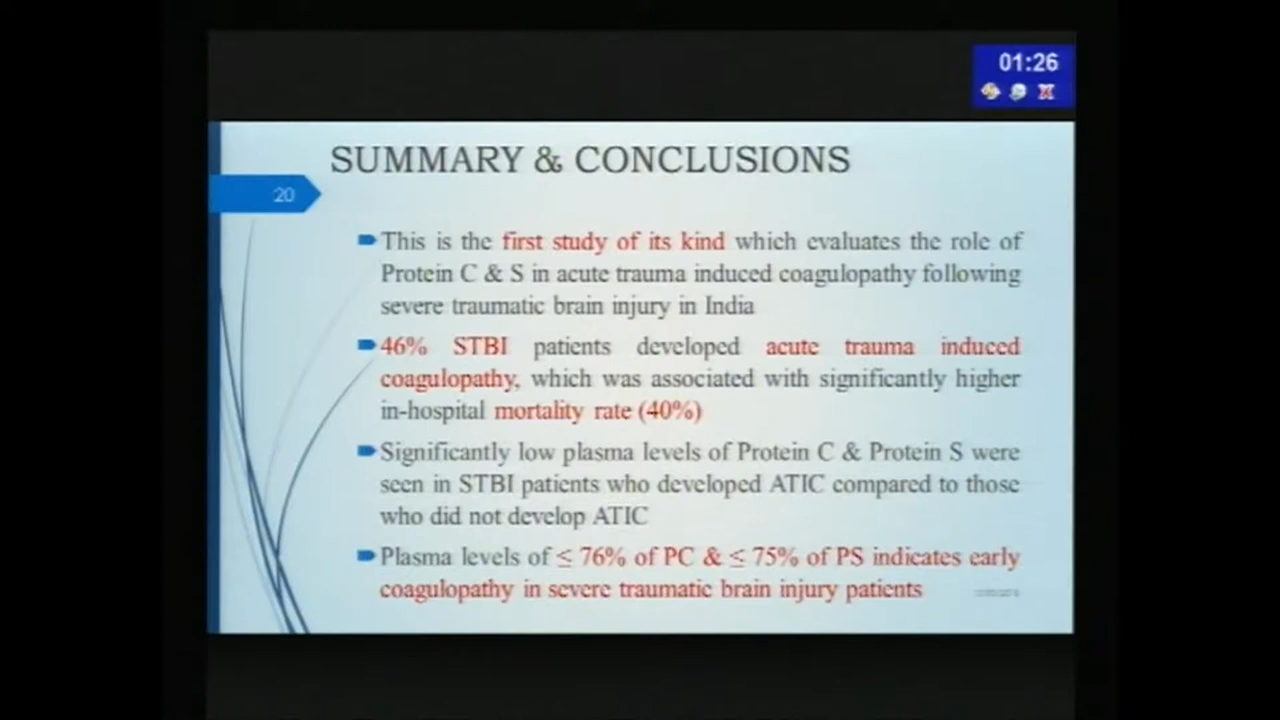 01:26
SUMMARY & CONCLUSIONS
20
This is the first study of its kind which evaluates the role of
Protein C & S in acute trauma induced coagulopathy following
severe traumatic brain injury in India
46% STBI patients developed acute trauma induced
coagulopathy, which was associated with significantly higher
in-hospital mortality rate (40%)
Significantly low plasma levels of Protein C & Protein S were
seen in STBI patients who developed ATIC compared to those
who did not develop ATIC
Plasma levels of ≤ 76% of PC & ≤ 75% of PS indicates early
coagulopathy in severe traumatic brain injury patients